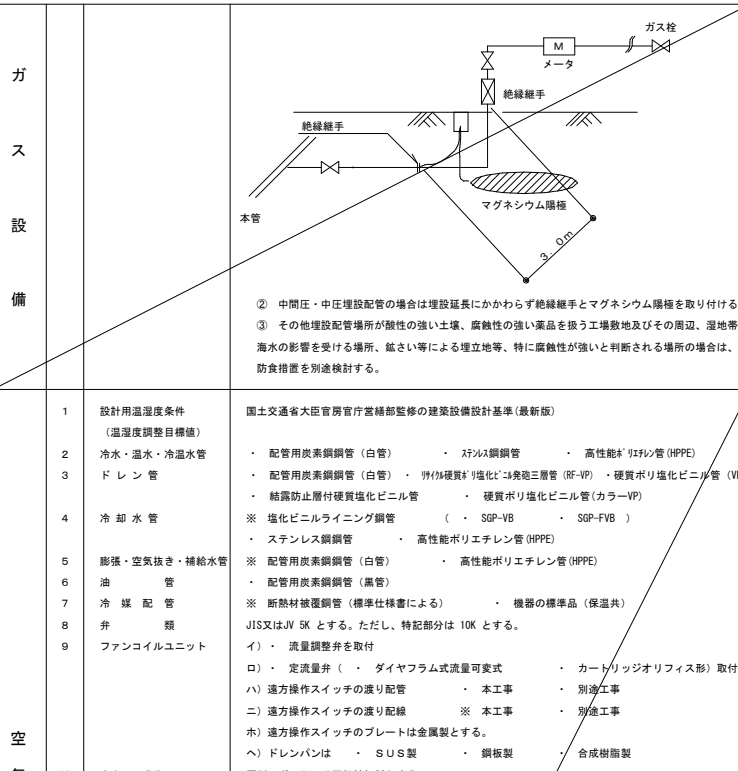 ガス設備
ガス栓
M
メータ
絶縁継手
絶縁継手
マグネシウム陽極
本管
3.0m
② 中間圧・中圧埋設配管の場合は埋設延長にかかわらず絶縁継手とマグネシウム陽極を取り付ける
③ その他埋設配管場所が酸性の強い土壌、腐蝕性の強い薬品を扱う工場敷地及びその周辺、湿地帯
海水の影響を受ける場所、鉱さい等による埋立地等、特に腐蝕性が強いと判断される場所の場合は、
防食措置を別途検討する。
1 設計用温湿度条件 国土交通省大臣官房官庁営繕部監修の建築設備設計基準(最新版)
（温湿度調整目標値）
2 冷水・温水・冷温水管 ・ 配管用炭素鋼鋼管（白管） ・ ｽﾃﾝﾚｽ鋼鋼管 ・ 高性能ﾎﾟﾘｴﾁﾚﾝ管(HPPE)
3 ドレン管 ・ 配管用炭素鋼鋼管（白管） ・ ﾘｻｲｸﾙ硬質ﾎﾟﾘ塩化ﾋﾞﾆﾙ発砲三層管（RF-VP） ・硬質ポリ塩化ビニル管（V
・ 結露防止層付硬質塩化ビニル管 ・ 硬質ポリ塩化ビニル管(カラーVP)
4 冷却水管 ※ 塩化ビニルライニング鋼管 （ ・ SGP-VB ・ SGP-FVB ）
・ ステンレス鋼鋼管 ・ 高性能ポリエチレン管(HPPE)
5 膨張・空気抜き・補給水管 ※ 配管用炭素鋼鋼管（白管） ・ 高性能ポリエチレン管(HPPE)
6 油管 ・ 配管用炭素鋼鋼管（黒管）
7 冷媒配管 ※ 断熱材被覆銅管（標準仕様書による） ・ 機器の標準品（保温共）
8 弁類 JIS又はJV 5K とする。ただし、特記部分は 10K とする。
9 ファンコイルユニット イ）・ 流量調整弁を取付
ロ）・ 定流量弁（ ・ ダイヤフラム式流量可変式 ・ カートリッジオリフィス形）取付
ハ）遠方操作スイッチの渡り配管 ・ 本工事 ・ 別途工事
ニ）遠方操作スイッチの渡り配線 ※ 本工事 ・ 別途工事
ホ）遠方操作スイッチのプレートは金属製とする。
ヘ）ドレンパンは ・ ＳＵＳ製 ・ 鋼板製 ・ 合成樹脂製
空